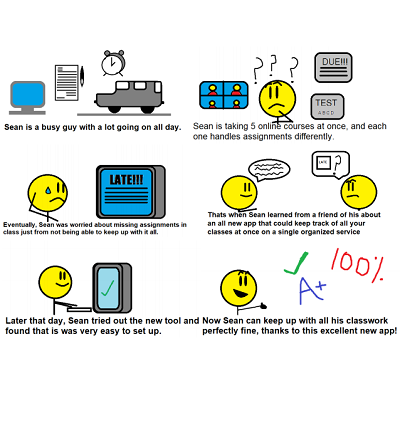 DUE!!!
? ? ?
TEST
A B C D
Sean is a busy guy with a lot going on all day.
Sean is taking 5 online courses at once, and each
one handles assignments differently.
LATE!!!
LATE
?
Eventually, Sean was worried about missing assignments in
class just from not being able to keep up with it all.
Thats when Sean learned from a friend of his about
an all new app that could keep track of all your
classes at once on a single organized service
100%
A+
Later that day, Sean tried out the new tool and
found that is was very easy to set up.
Now Sean can keep up with all his classwork
perfectly fine, thanks to this excellent new app!